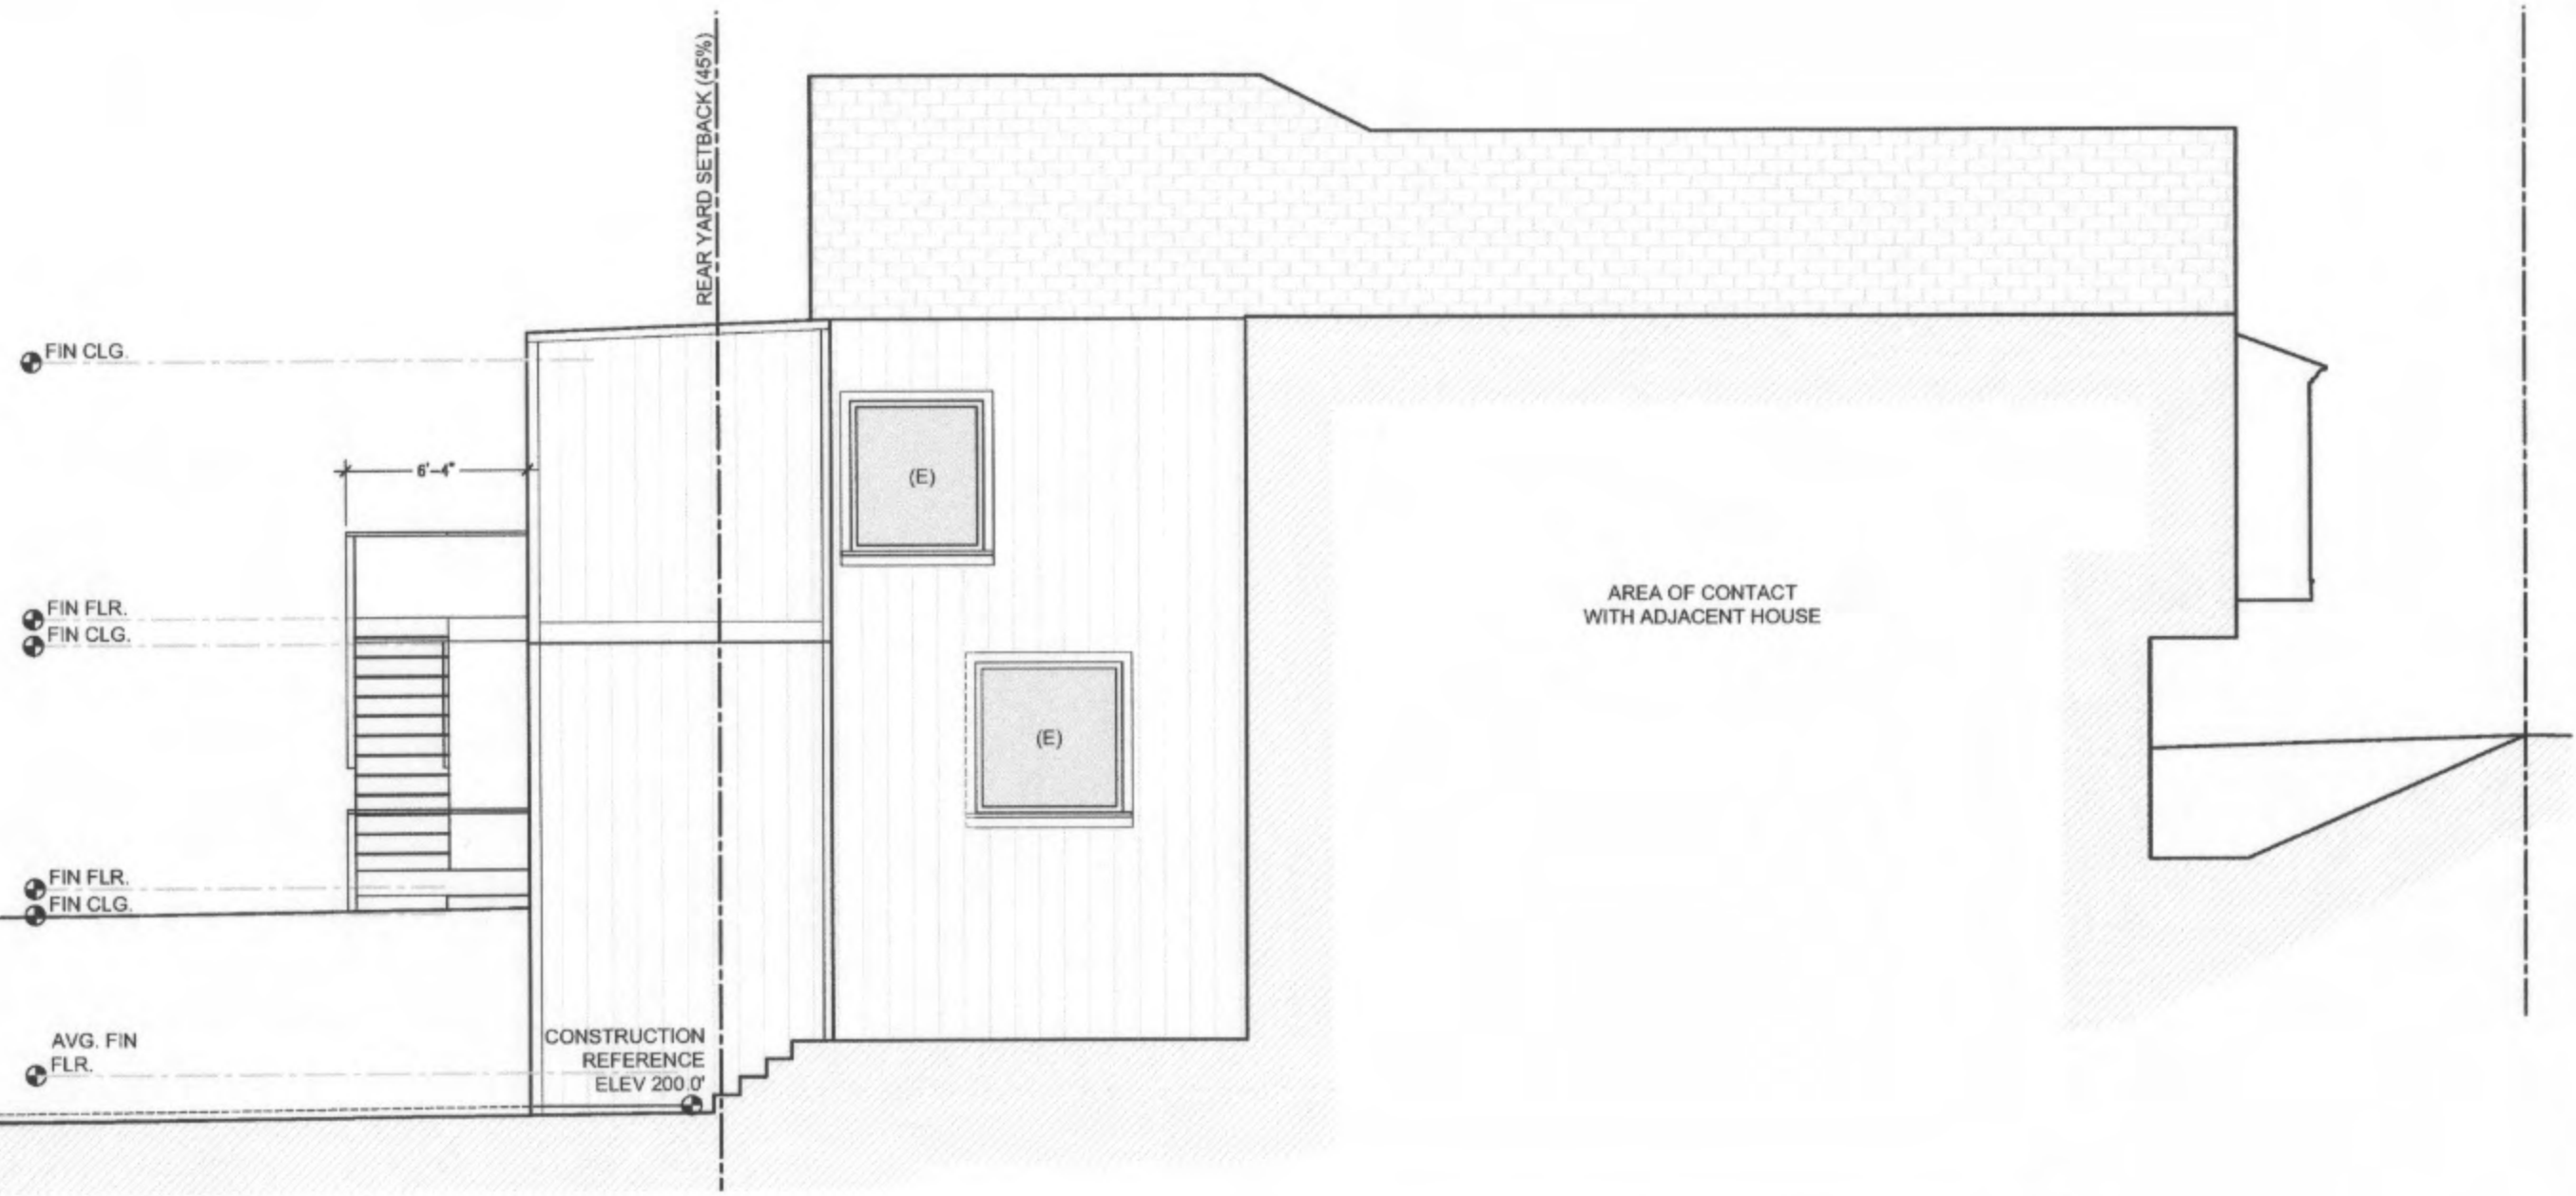 REAR YARD SETBACK (45%)
FIN CLG.
6'-4"
(E)
FIN FLR.
FIN CLG.
AREA OF CONTACT
WITH ADJACENT HOUSE
(E)
FIN FLR.
FIN CLG.
AVG. FIN
FLR.
CONSTRUCTION
REFERENCE
ELEV 200.0'